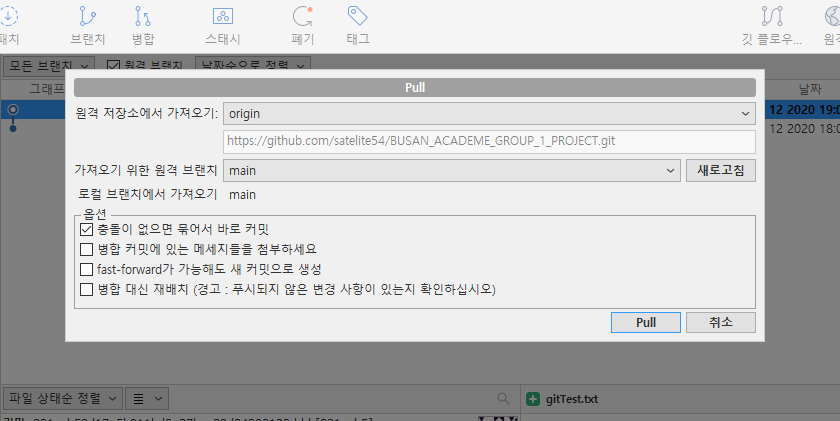 패치 브랜치 병합 스태시 폐기 태그 깃 플로우... 원격
모든 브랜치 원격 브랜치 날짜순으로 정렬
그래프 날짜
Pull
12 2020 19:0
원격 저장소에서 가져오기: origin
12 2020 18:0
https://github.com/satelite54/BUSAN_ACADEME_GROUP_1_PROJECT.git
가져오기 위한 원격 브랜치 main 새로고침
로컬 브랜치에서 가져오기 main
옵션
충돌이 없으면 묶어서 바로 커밋
병합 커밋에 있는 메세지들을 첨부하세요
fast-forward가 가능해도 새 커밋으로 생성
병합 대신 재배치 (경고 : 푸시되지 않은 변경 사항이 있는지 확인하십시오)
Pull 취소
파일 상태순 정렬 gitTest.txt